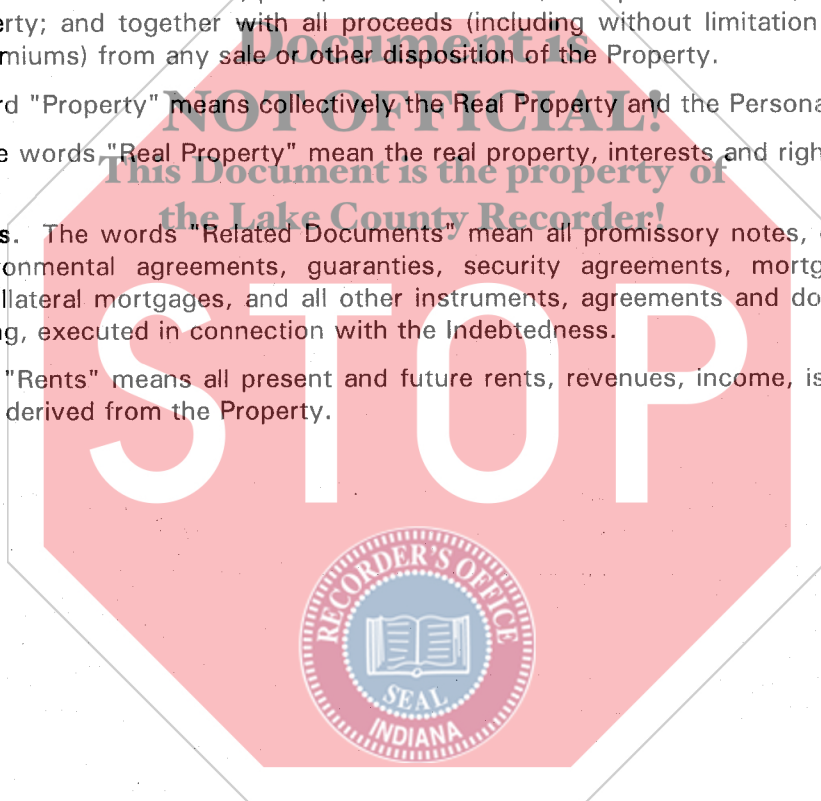 erty; and together with all proceeds (including without limitation
miums) from any sale or other disposition of the Property.
Document is
rd "Property" means collectively the Real Property and the Persona
NOT OFFICIAL!
e words "Real Property" mean the real property, interests and righ
This Document is the property of
the Lake County Recorder!
s. The words "Related Documents" mean all promissory notes,
onmental agreements, guaranties, security agreements, mortg
llateral mortgages, and all other instruments, agreements and do
ng, executed in connection with the Indebtedness.
"Rents" means all present and future rents, revenues, income, is
derived from the Property.
STOP
RECORDER'S OFFICE
SEAL
INDIANA